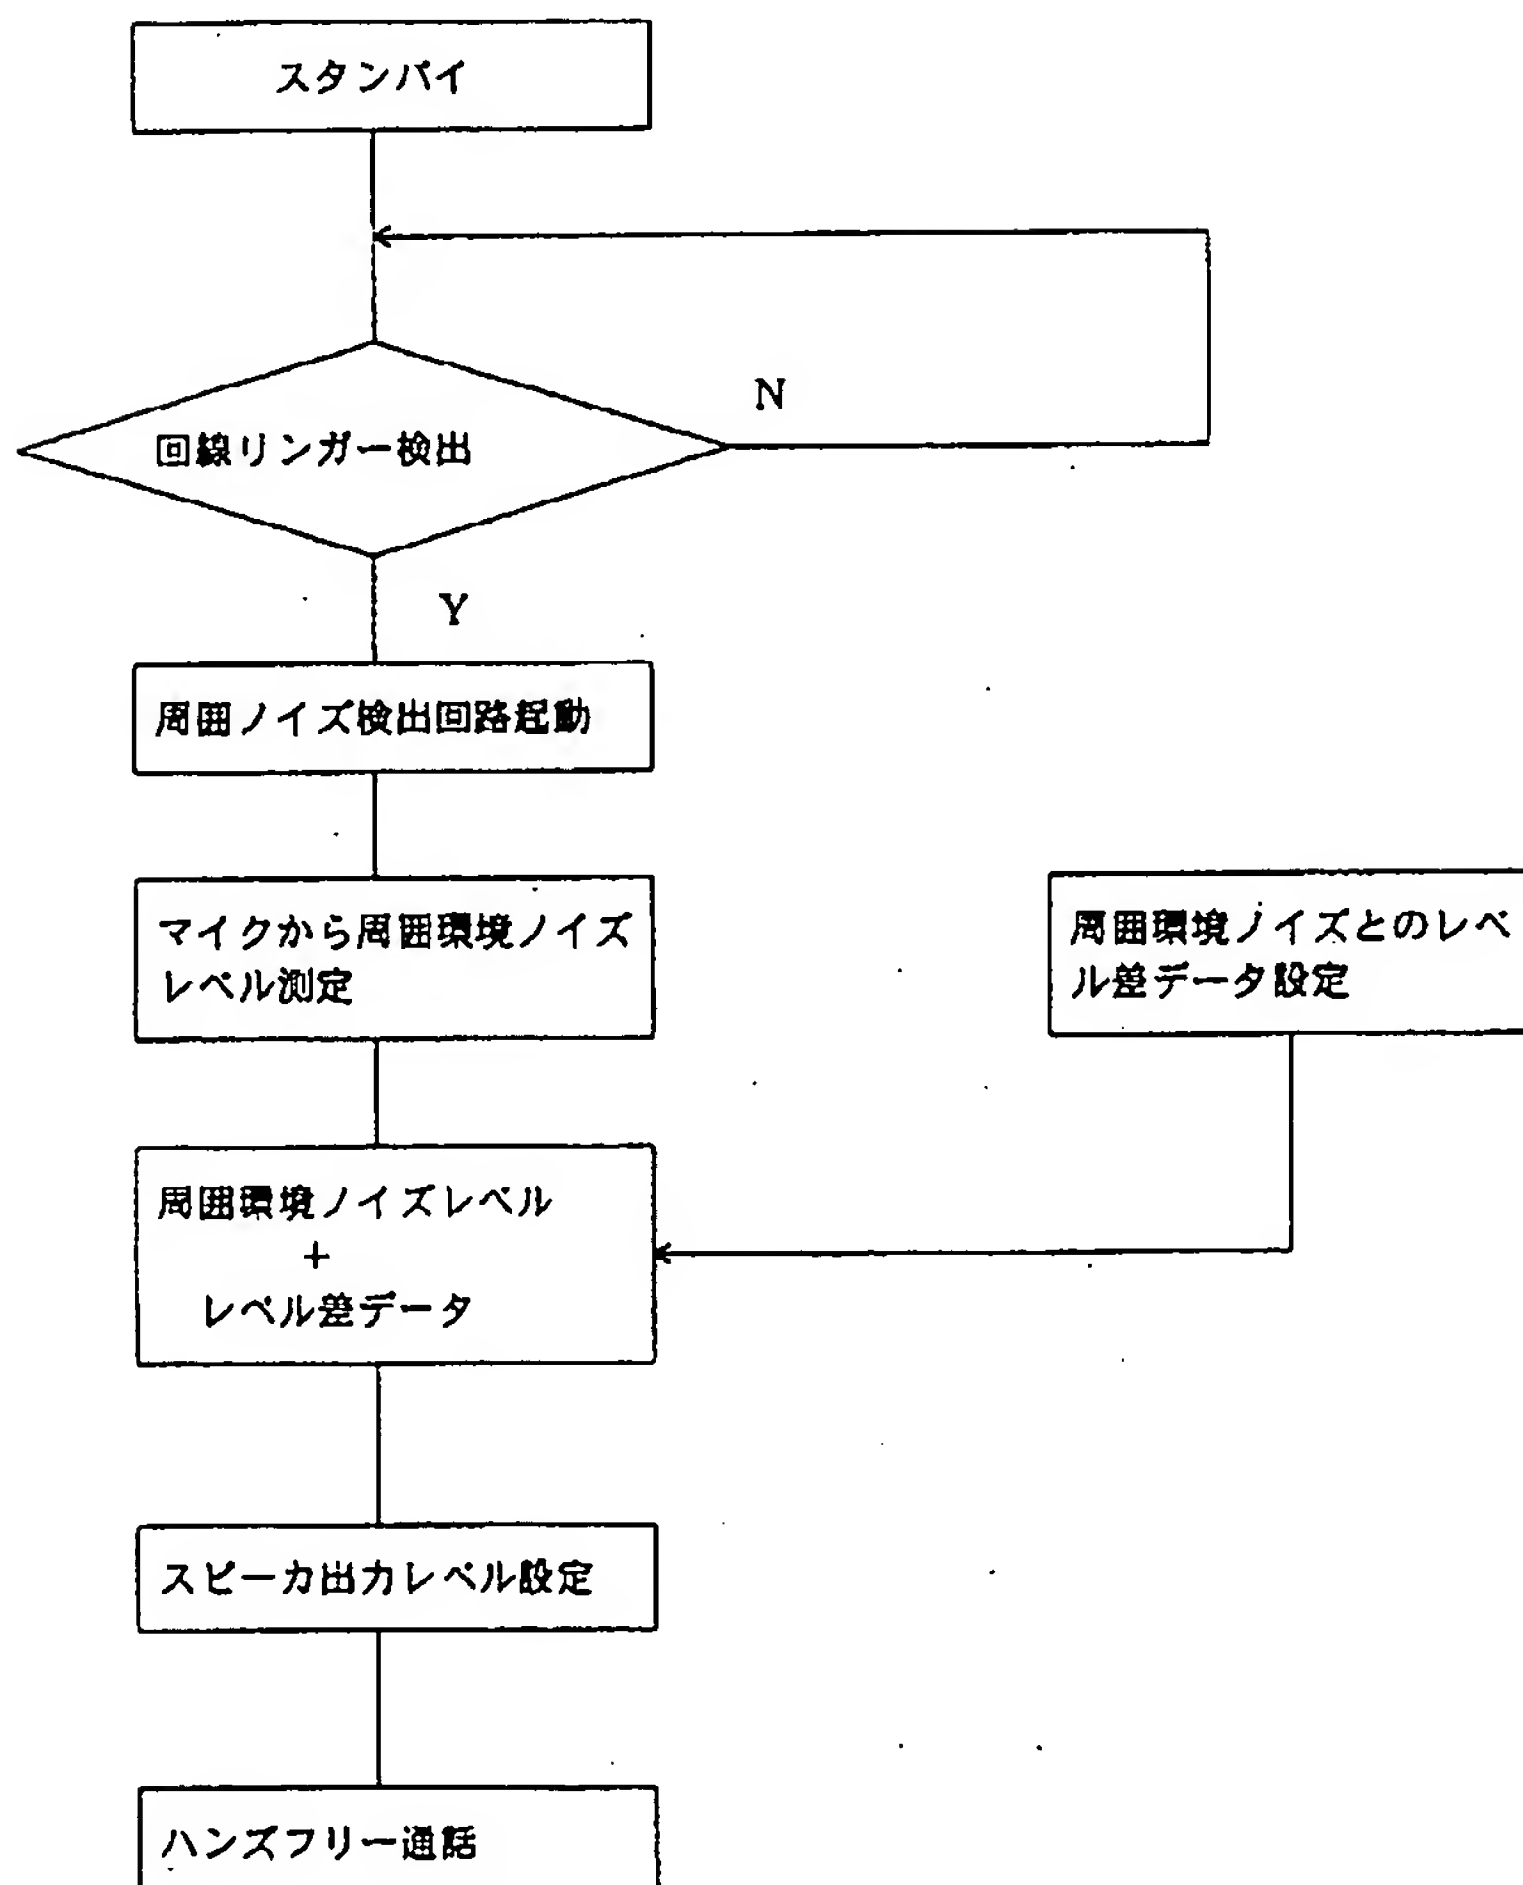 スタンバイ
回線リンガー検出
N
Y
周囲ノイズ検出回路起動
マイクから周囲環境ノイズ
レベル測定
周囲環境ノイズとのレベ
ル差データ設定
周囲環境ノイズレベル
+
レベル差データ
スピーカ出力レベル設定
ハンズフリー通話